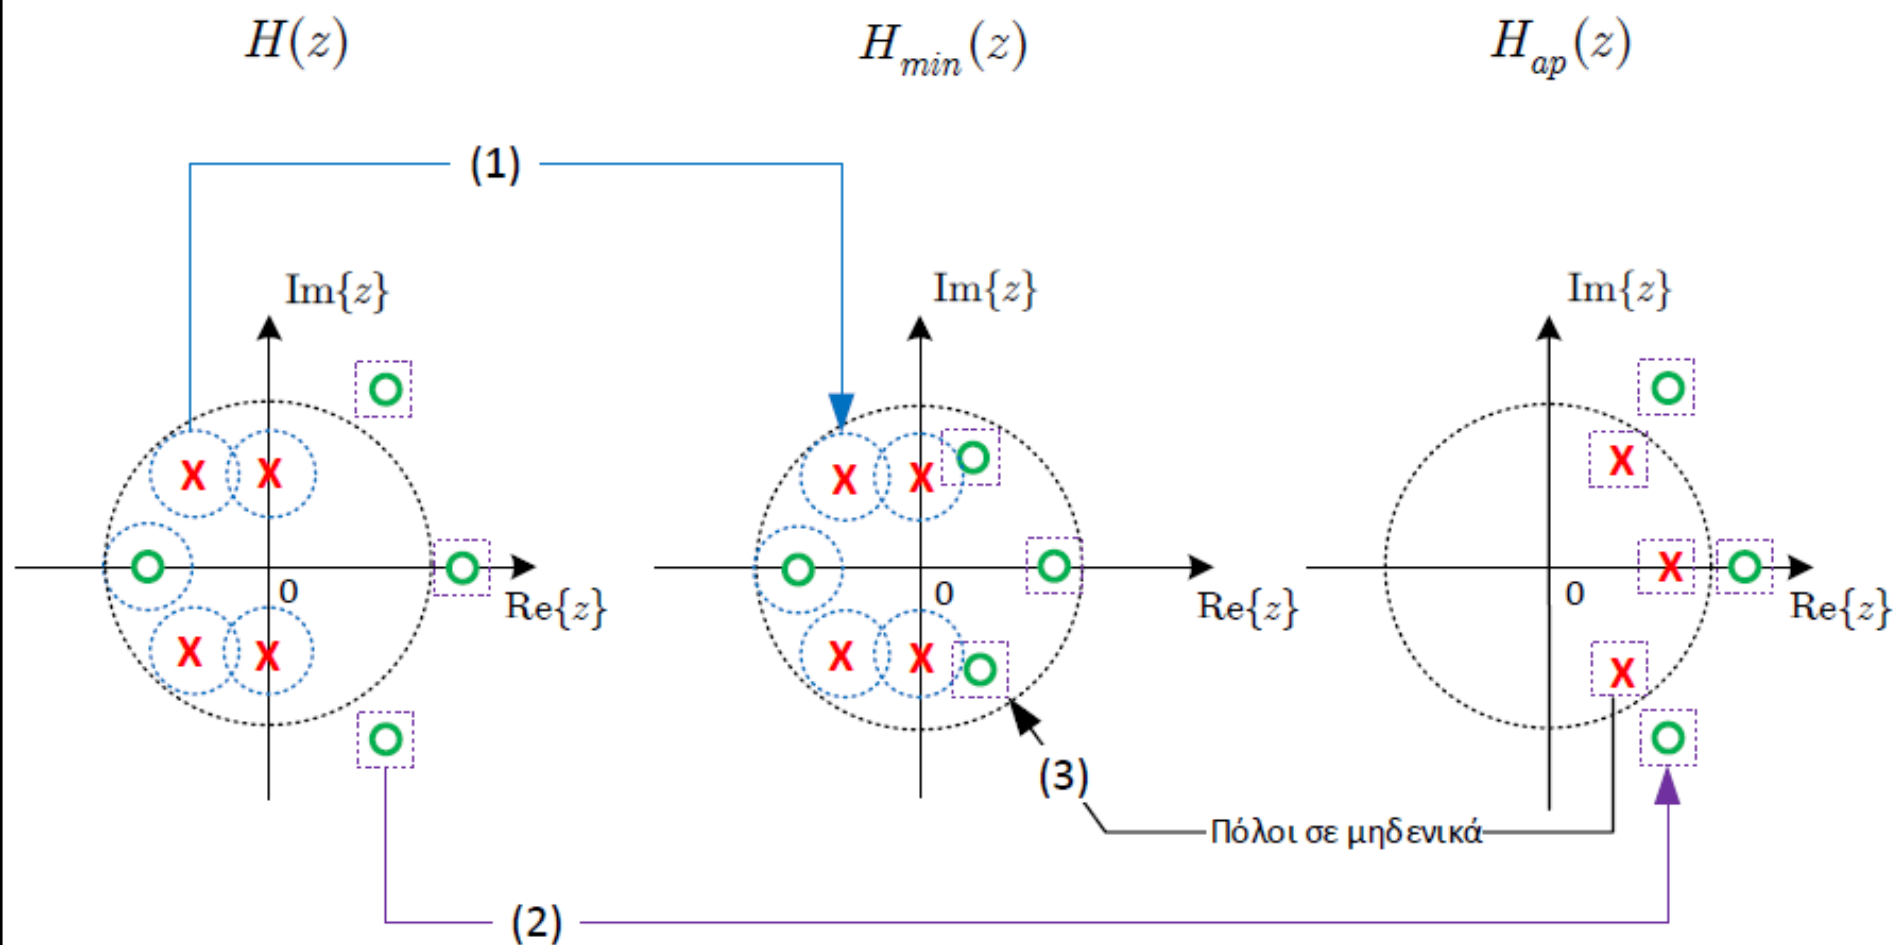 H(z)
H_min(z)
H_ap(z)
(1)
Im{z}
Im{z}
Im{z}
X X
X X
X
0
Re{z}
0
Re{z}
X
0
Re{z}
X X
X X
X
(3)
Πόλοι σε μηδενικά
(2)